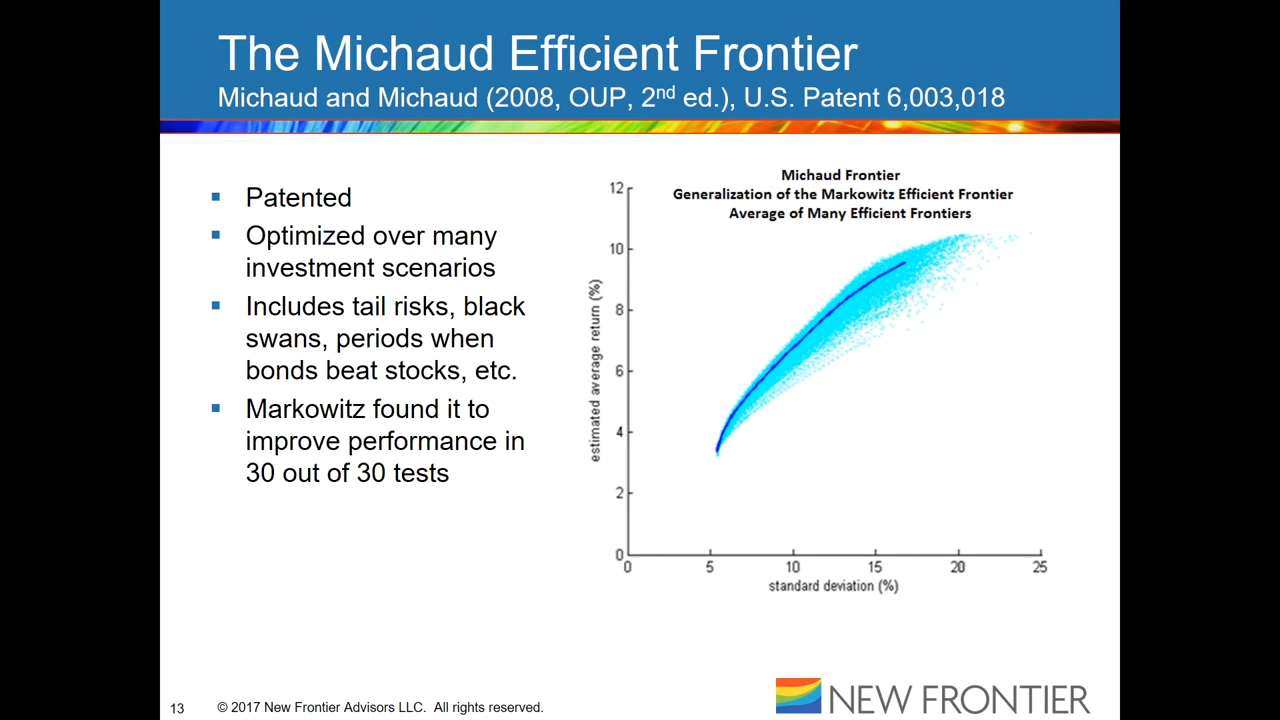 The Michaud Efficient Frontier
Michaud and Michaud (2008, OUP, 2nd ed.), U.S. Patent 6,003,018
▪ Patented
▪ Optimized over many
investment scenarios
▪ Includes tail risks, black
swans, periods when
bonds beat stocks, etc.
▪ Markowitz found it to
improve performance in
30 out of 30 tests
Michaud Frontier
Generalization of the Markowitz Efficient Frontier
Average of Many Efficient Frontiers
estimated average return (%)
12
10
8
6
4
2
0
0 5 10 15 20 25
standard deviation (%)
13
© 2017 New Frontier Advisors LLC. All rights reserved.
NEW FRONTIER